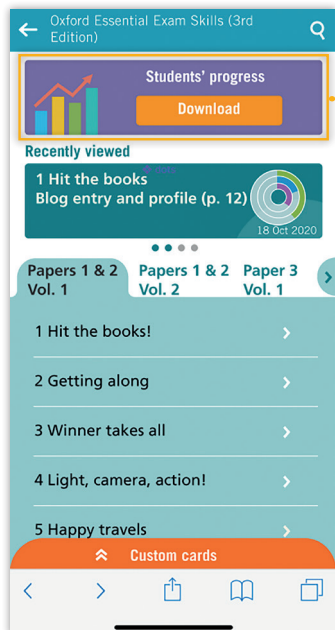 Oxford Essential Exam Skills (3rd
Edition)
Students' progress
Download
Recently viewed
1 Hit the books
Blog entry and profile (p. 12)
18 Oct 2020
Papers 1 & 2
Vol. 1
Papers 1 & 2
Vol. 2
Paper 3
Vol. 1
1 Hit the books!
2 Getting along
3 Winner takes all
4 Light, camera, action!
5 Happy travels
Custom cards